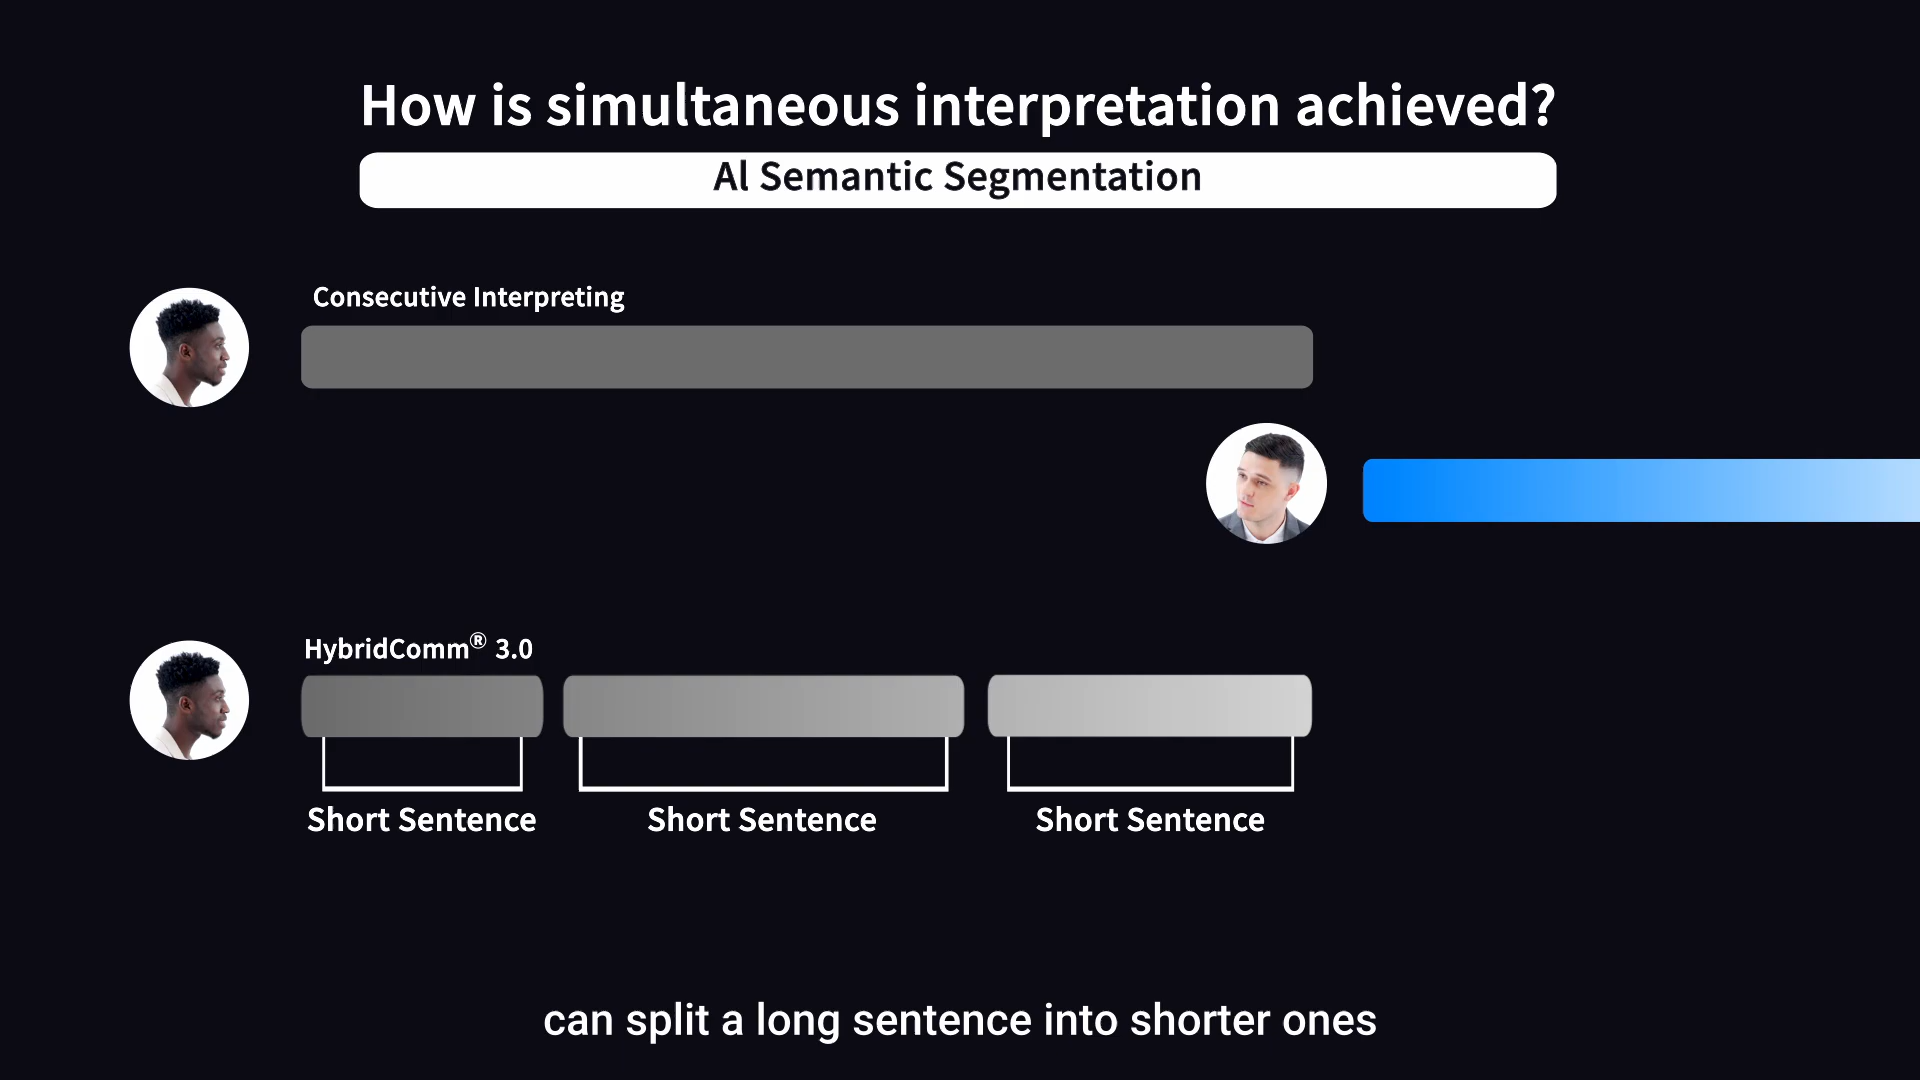 How is simultaneous interpretation achieved?
Al Semantic Segmentation
Consecutive Interpreting
HybridComm® 3.0
Short Sentence
Short Sentence
Short Sentence
can split a long sentence into shorter ones